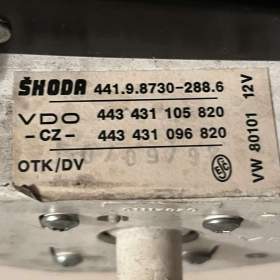 ŠKODA 441.9.8730-288.6
VDO 443 431 105 820
-CZ- 443 431 096 820
OTK/DV
VW 80101 12V